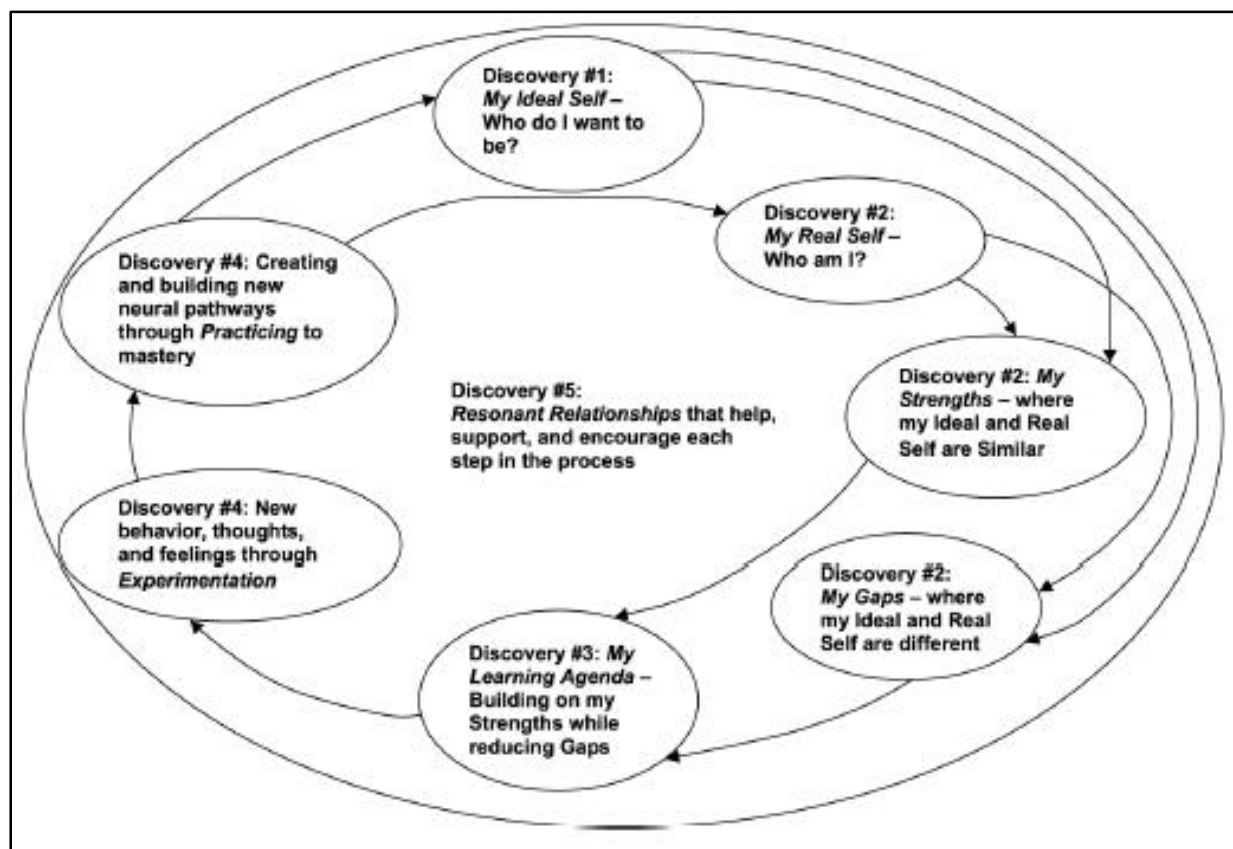 Discovery #1:
My Ideal Self –
Who do I want to
be?
Discovery #2:
My Real Self –
Who am I?
Discovery #2: My
Strengths – where
my Ideal and Real
Self are Similar
Discovery #2:
My Gaps – where
my Ideal and Real
Self are different
Discovery #3: My
Learning Agenda –
Building on my
Strengths while
reducing Gaps
Discovery #4: New
behavior, thoughts,
and feelings through
Experimentation
Discovery #4: Creating
and building new
neural pathways
through Practicing to
mastery
Discovery #5:
Resonant Relationships that help,
support, and encourage each
step in the process